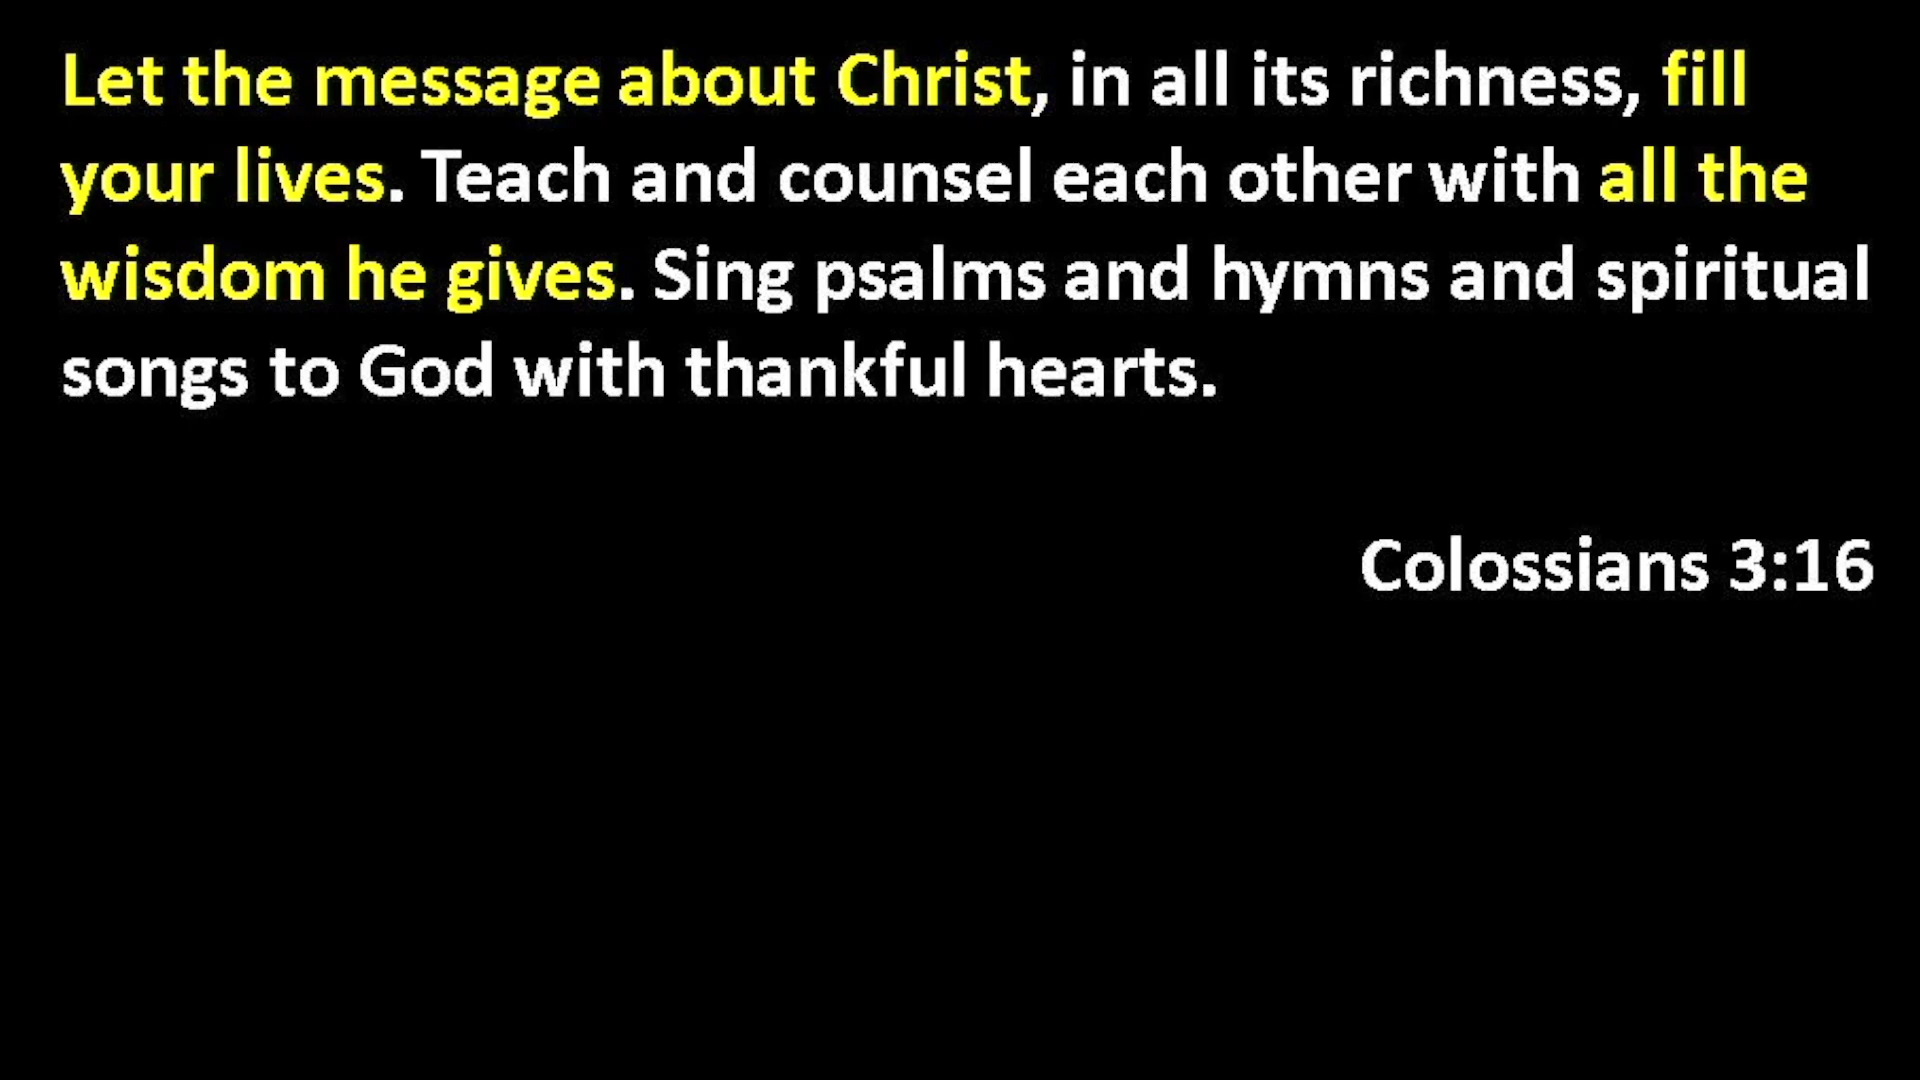 Let the message about Christ, in all its richness, fill
your lives. Teach and counsel each other with all the
wisdom he gives. Sing psalms and hymns and spiritual
songs to God with thankful hearts.
Colossians 3:16